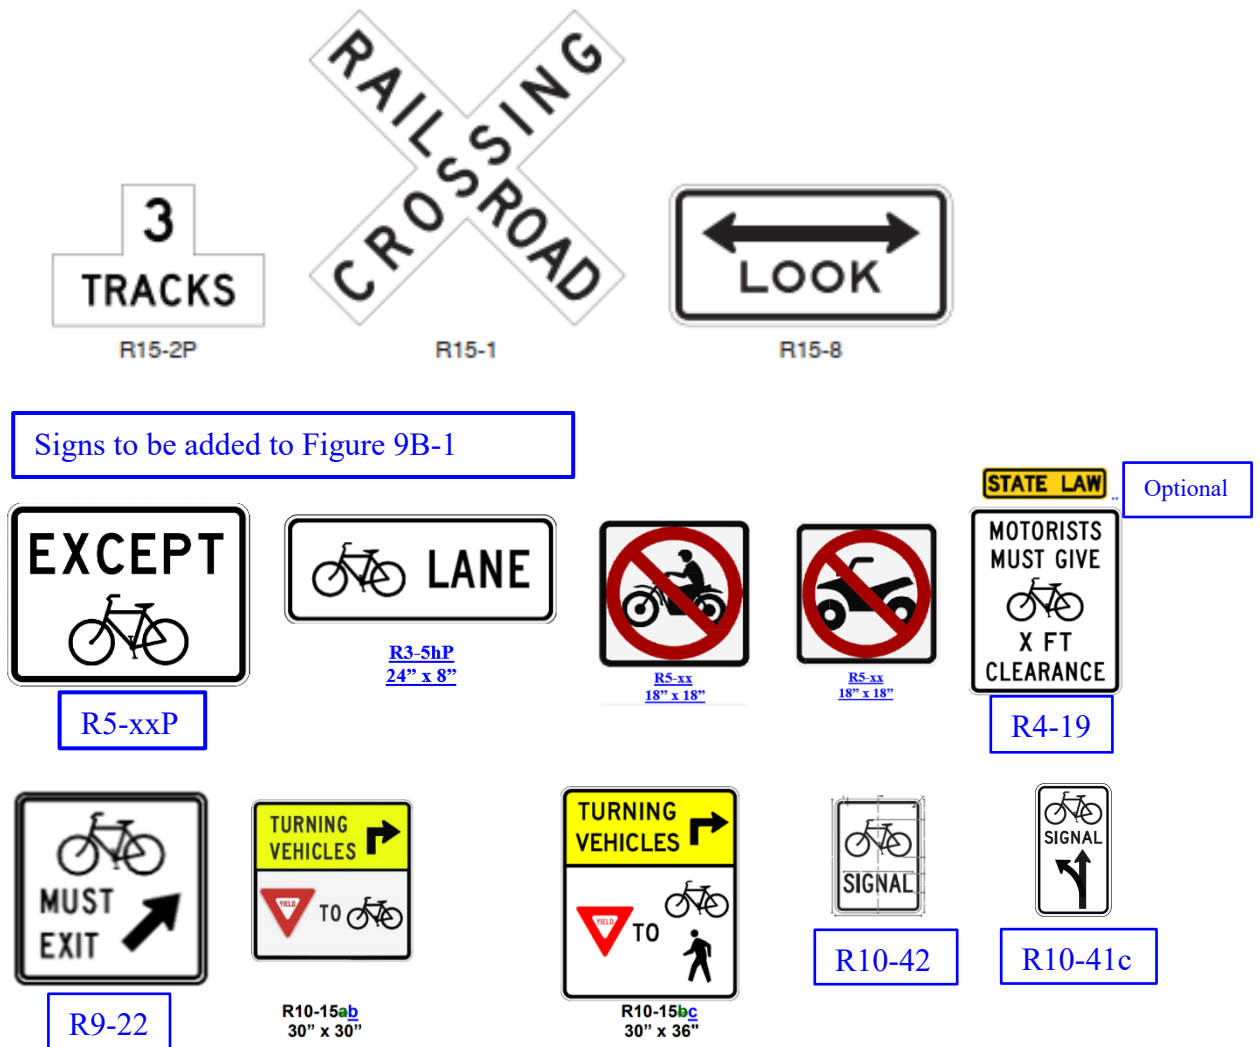 RAILROAD
CROSSING
3
TRACKS
LOOK
R15-2P
R15-1
R15-8
Signs to be added to Figure 9B-1
STATE LAW
Optional
EXCEPT
LANE
MOTORISTS
MUST GIVE
X FT
CLEARANCE
R3-5hP
24” x 8”
R5-xx
18” x 18”
R5-xx
18” x 18”
R5-xxP
R4-19
MUST
EXIT
TURNING
VEHICLES
YIELD
TO
TURNING
VEHICLES
YIELD
TO
SIGNAL
SIGNAL
R9-22
R10-15ab
30” x 30”
R10-15bc
30” x 36"
R10-42
R10-41c